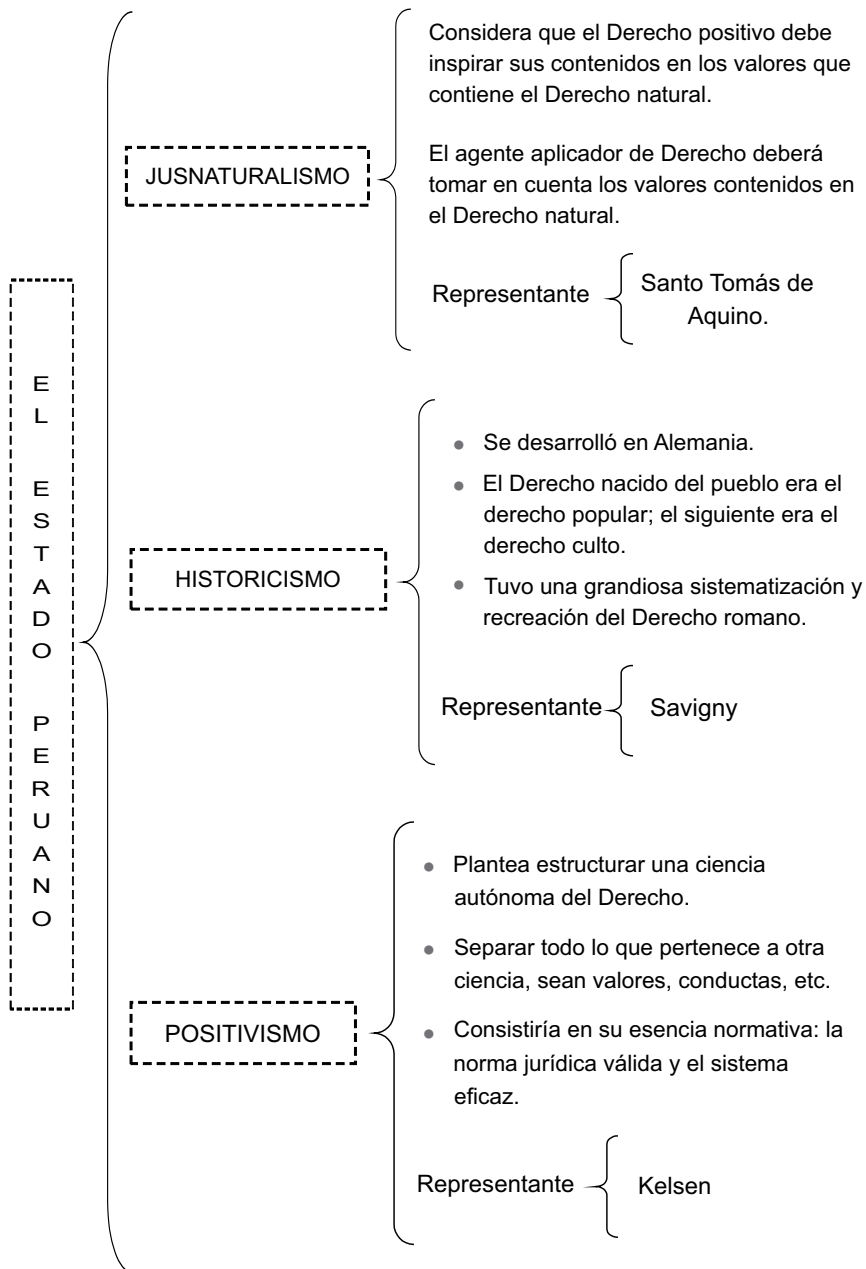 EL ESTADO PERUANO
JUSNATURALISMO
Considera que el Derecho positivo debe
inspirar sus contenidos en los valores que
contiene el Derecho natural.
El agente aplicador de Derecho deberá
tomar en cuenta los valores contenidos en
el Derecho natural.
Representante
Santo Tomás de
Aquino.
HISTORICISMO
Se desarrolló en Alemania.
El Derecho nacido del pueblo era el
derecho popular; el siguiente era el
derecho culto.
Tuvo una grandiosa sistematización y
recreación del Derecho romano.
Representante
Savigny
POSITIVISMO
Plantea estructurar una ciencia
autónoma del Derecho.
Separar todo lo que pertenece a otra
ciencia, sean valores, conductas, etc.
Consistiría en su esencia normativa: la
norma jurídica válida y el sistema
eficaz.
Representante
Kelsen